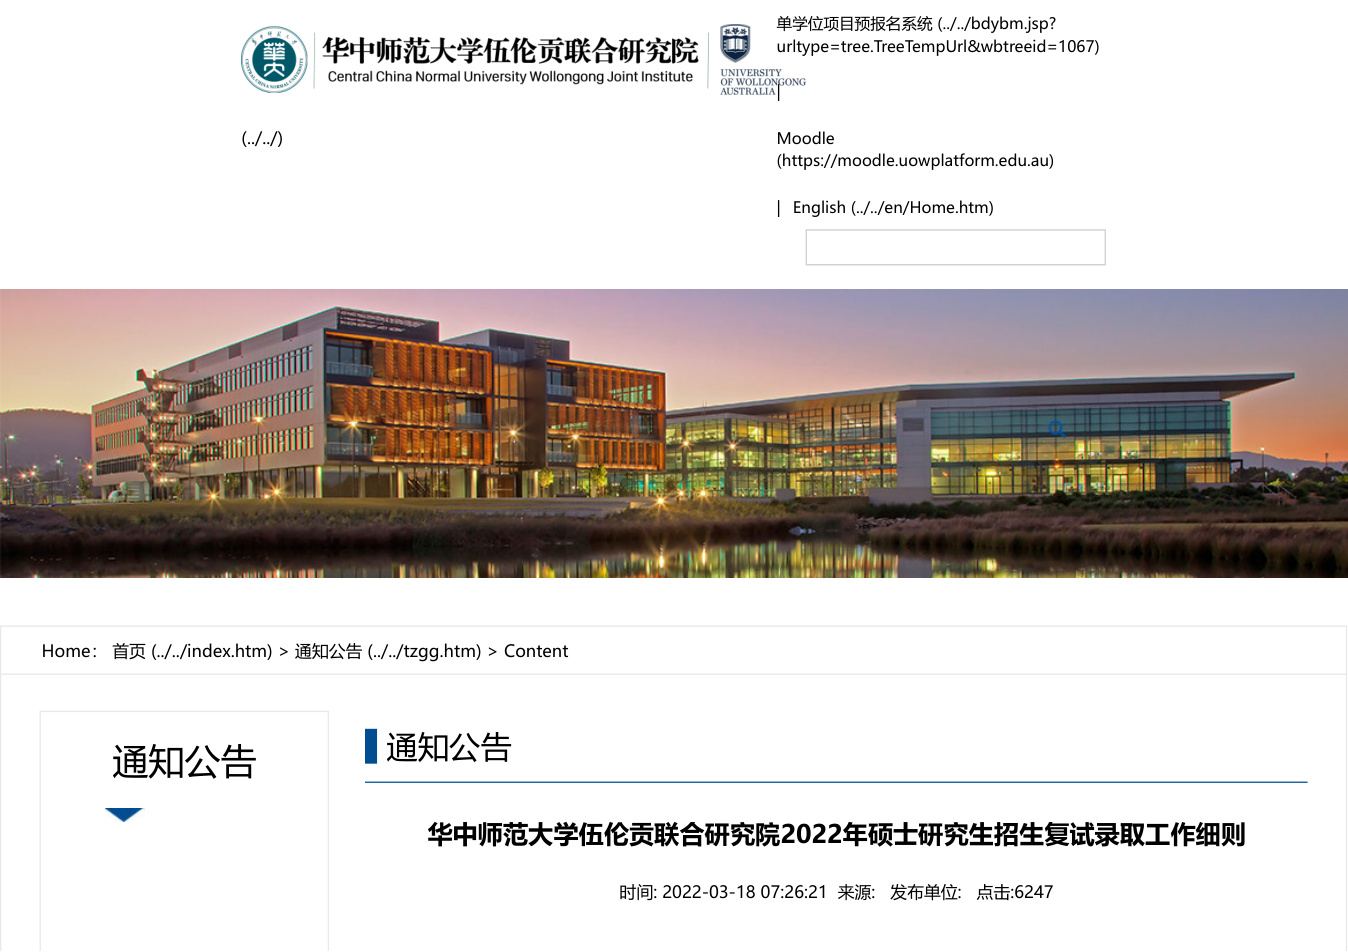 华中师范大学伍伦贡联合研究院
Central China Normal University Wollongong Joint Institute
UNIVERSITY
OF WOLLONGONG
AUSTRALIA
(../../)
单学位项目预报名系统 (../../bdybm.jsp?
urltype=tree.TreeTempUrl&wbtreeid=1067)
|
Moodle
(https://moodle.uowplatform.edu.au)
| English (../../en/Home.htm)
Home： 首页 (../../index.htm) > 通知公告 (../../tzgg.htm) > Content
通知公告
通知公告
华中师范大学伍伦贡联合研究院2022年硕士研究生招生复试录取工作细则
时间: 2022-03-18 07:26:21 来源: 发布单位: 点击:6247